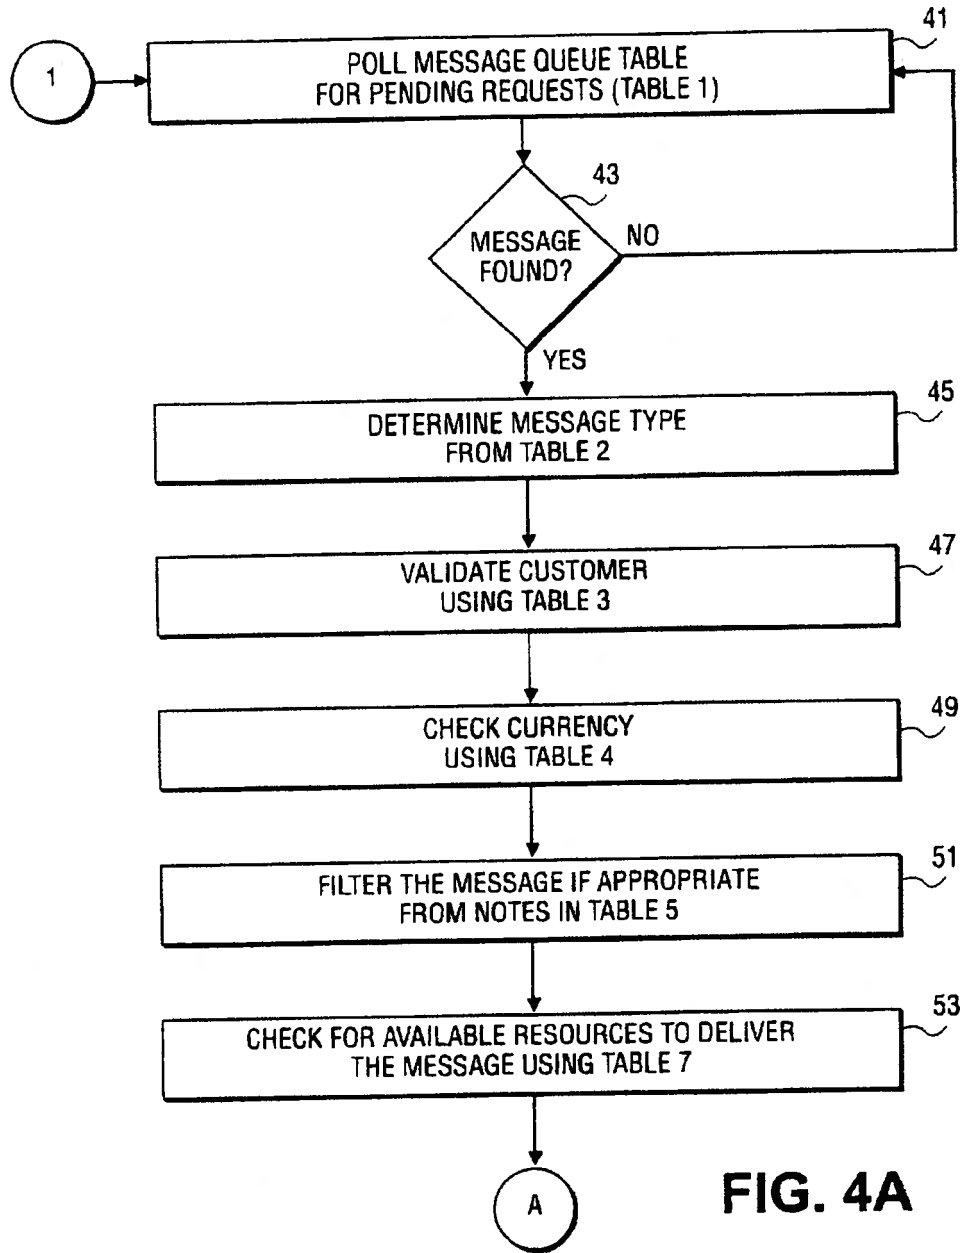 41
1
POLL MESSAGE QUEUE TABLE
FOR PENDING REQUESTS (TABLE 1)
43
MESSAGE
FOUND?
NO
YES
45
DETERMINE MESSAGE TYPE
FROM TABLE 2
47
VALIDATE CUSTOMER
USING TABLE 3
49
CHECK CURRENCY
USING TABLE 4
51
FILTER THE MESSAGE IF APPROPRIATE
FROM NOTES IN TABLE 5
53
CHECK FOR AVAILABLE RESOURCES TO DELIVER
THE MESSAGE USING TABLE 7
A
FIG. 4A